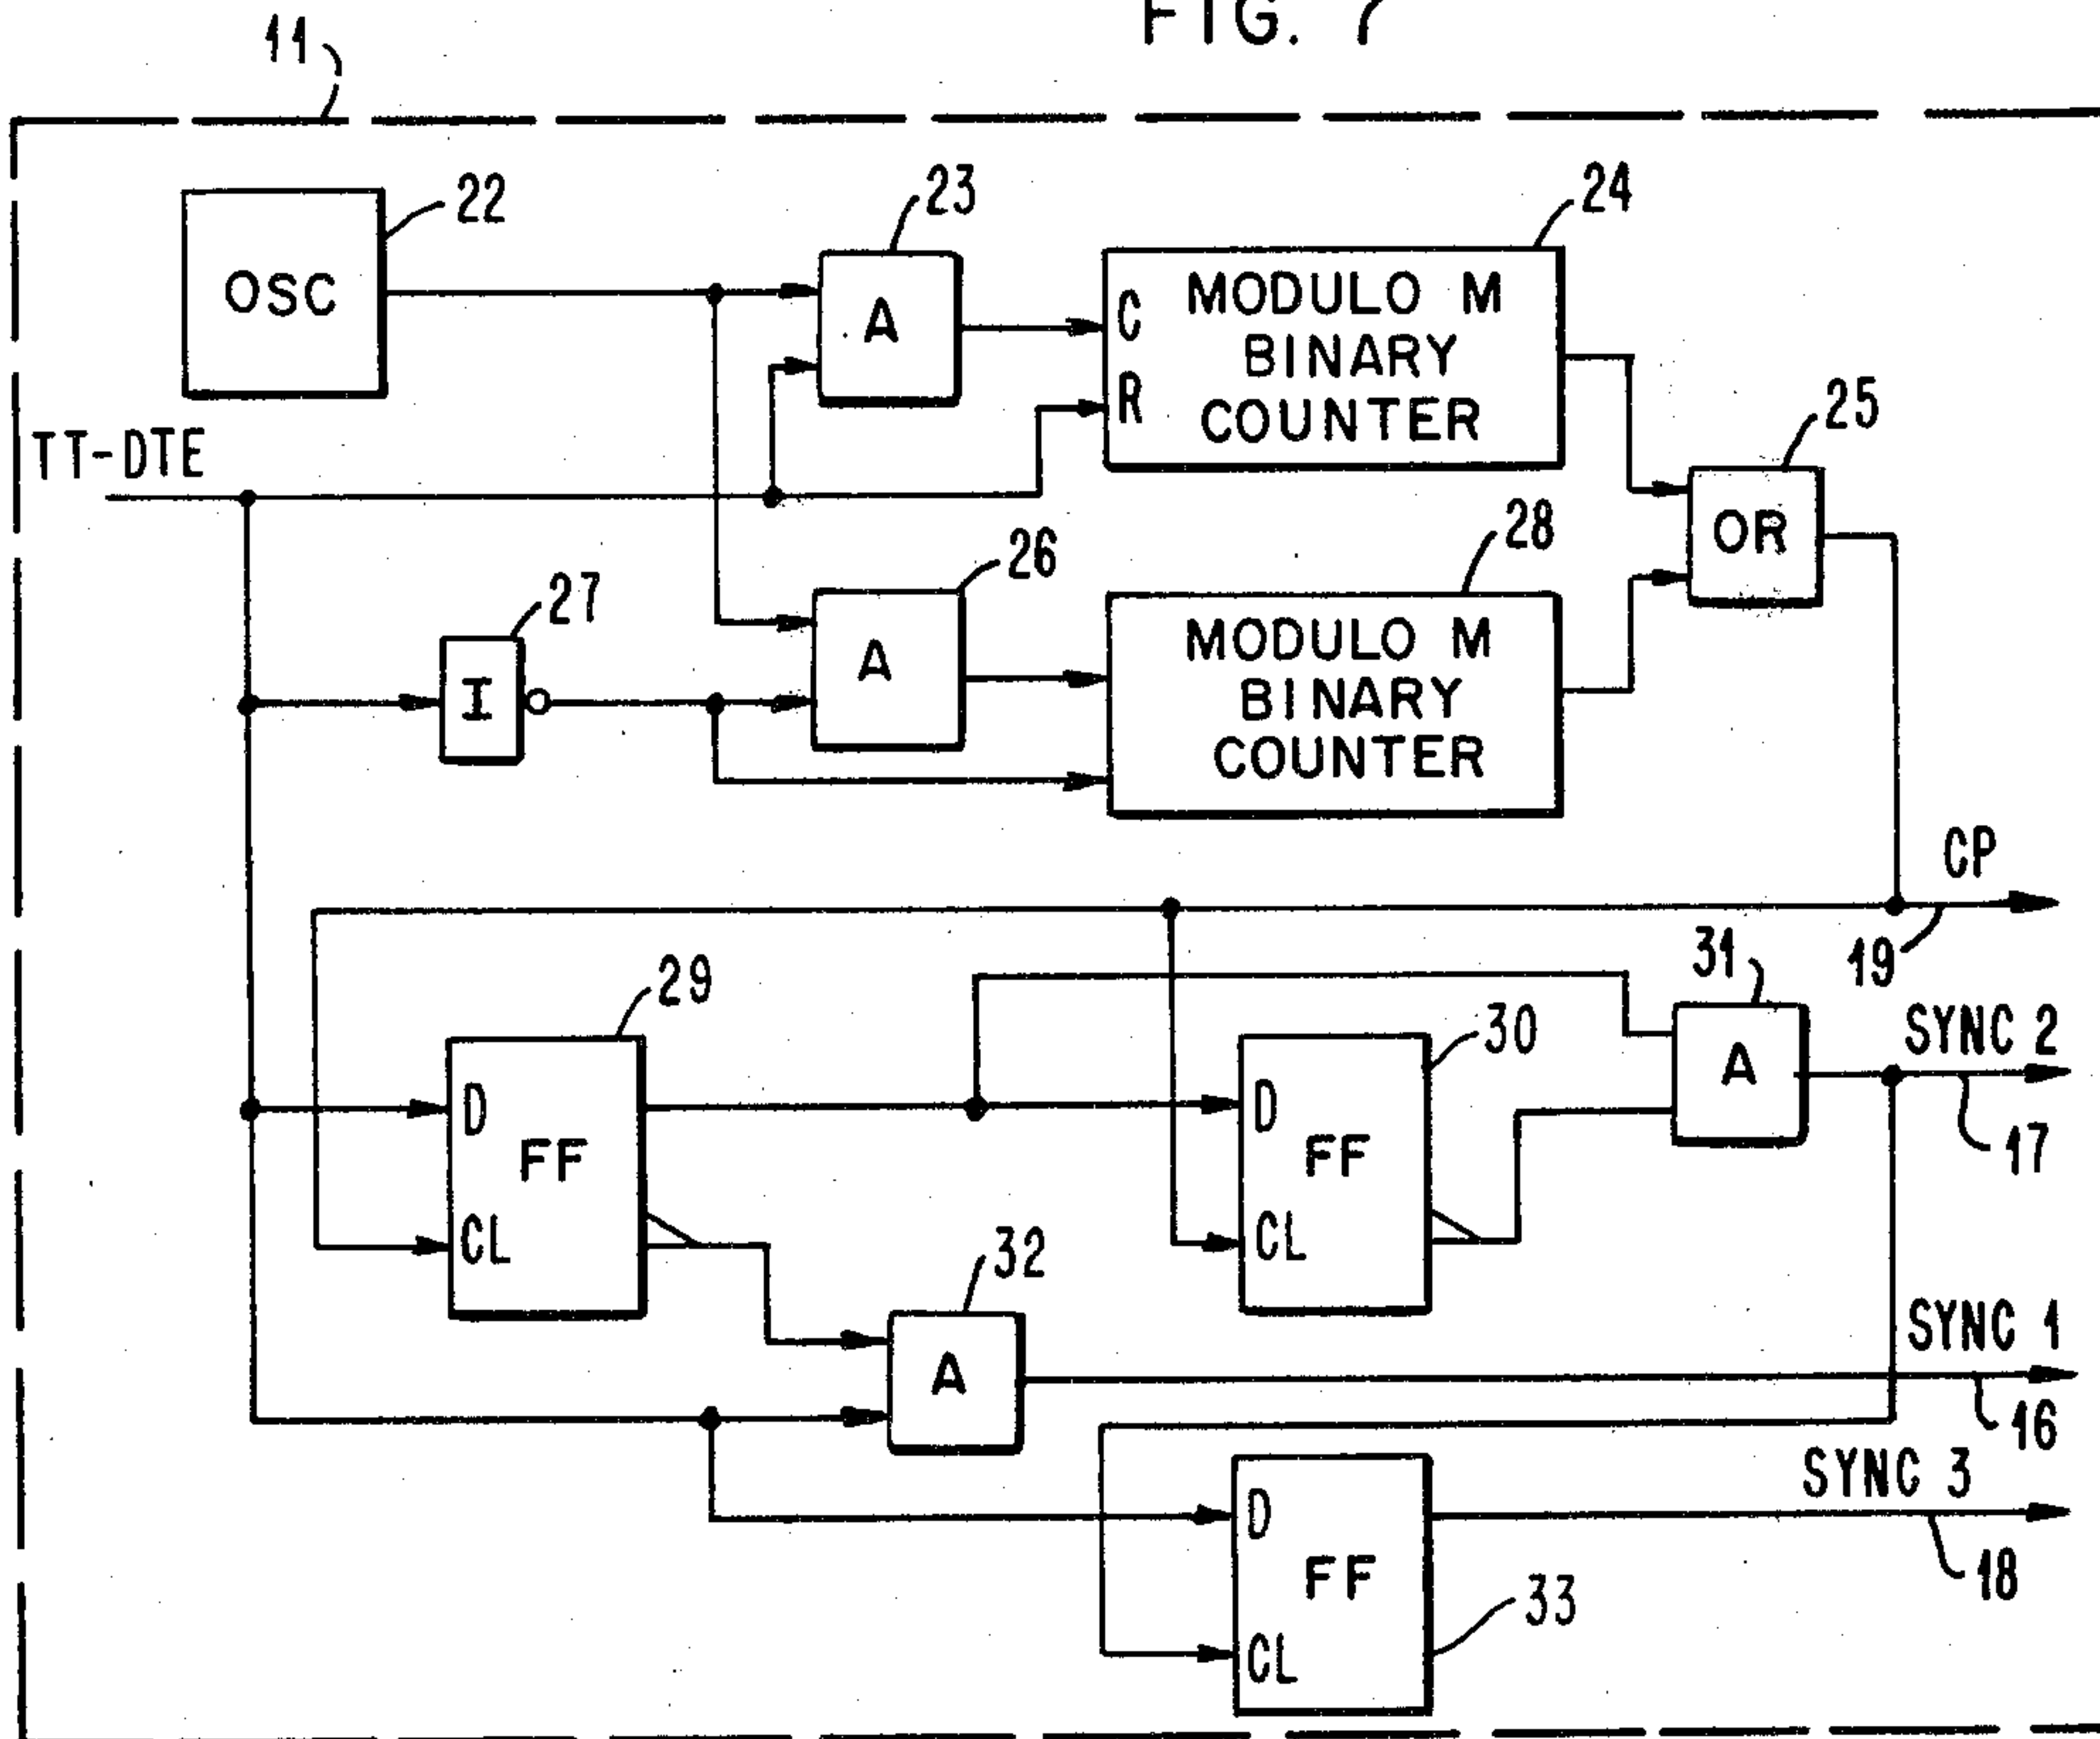 FIG. 7
11
22
OSC
23
A
24
C
R
MODULO M
BINARY
COUNTER
25
OR
TT-DTE
27
I
26
A
28
MODULO M
BINARY
COUNTER
CP
19
29
D
FF
CL
30
D
FF
CL
31
A
SYNC 2
17
32
A
SYNC 1
16
D
FF
CL
33
SYNC 3
18